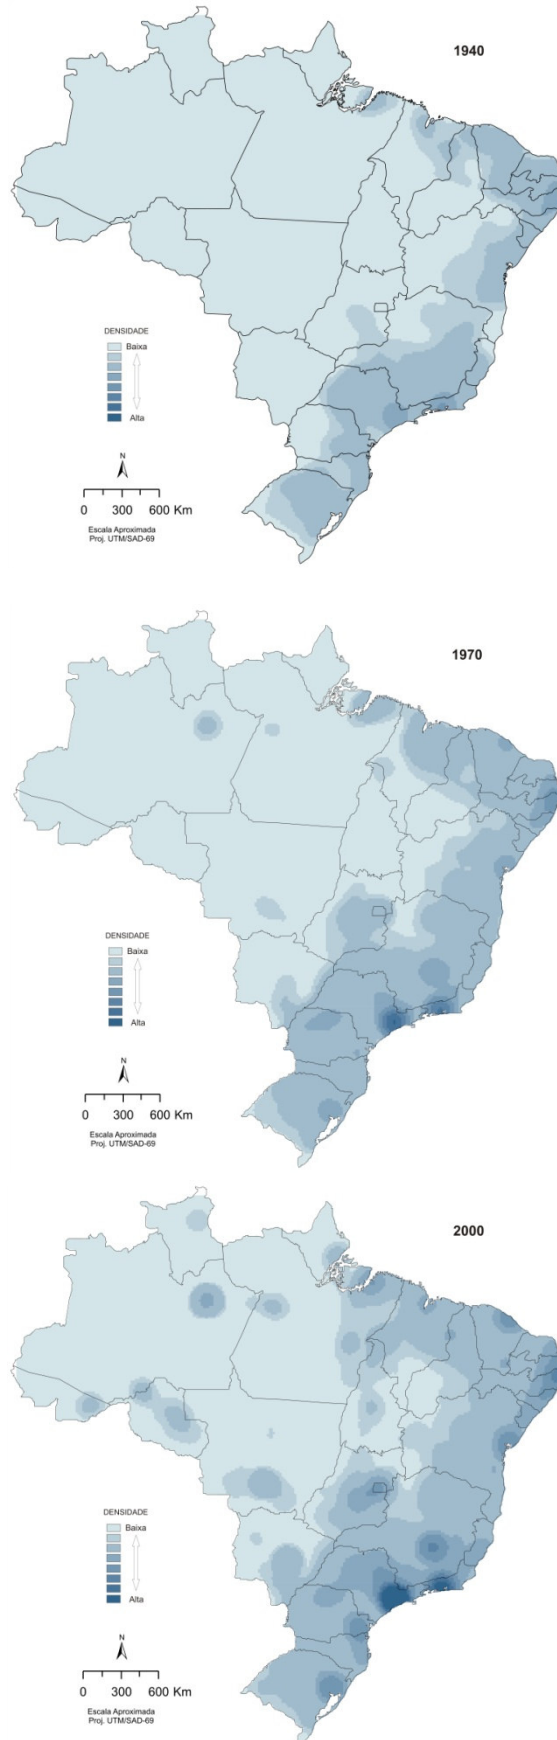 1940
DENSIDADE
Baixa
Alta
N
0 300 600 Km
Escala Aproximada
Proj. UTM/SAD-69
1970
DENSIDADE
Baixa
Alta
N
0 300 600 Km
Escala Aproximada
Proj. UTM/SAD-69
2000
DENSIDADE
Baixa
Alta
N
0 300 600 Km
Escala Aproximada
Proj. UTM/SAD-69